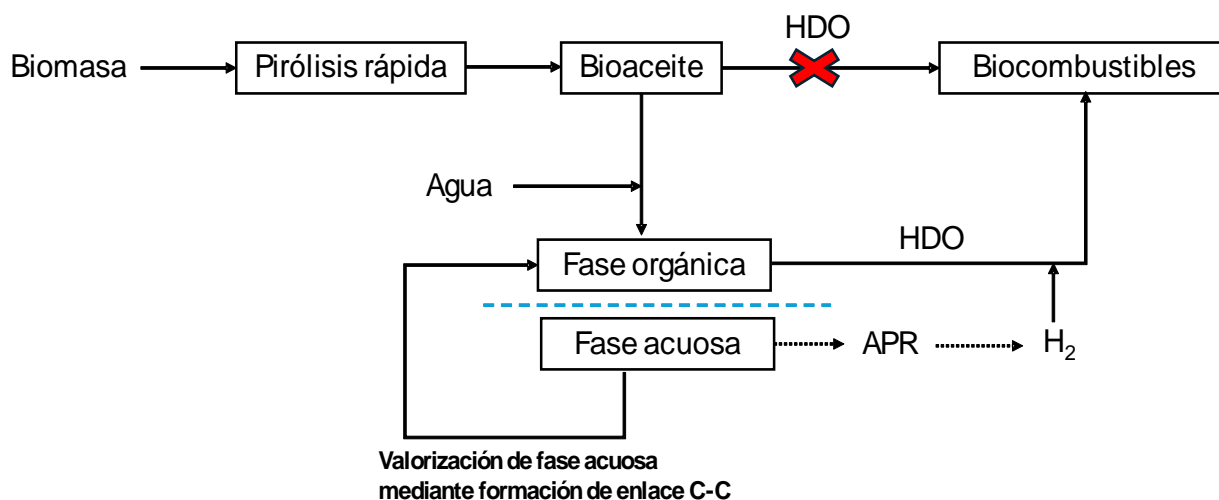 HDO
Biomasa
Pirólisis rápida
Bioaceite
Biocombustibles
Agua
HDO
Fase orgánica
Fase acuosa
APR
H₂
Valorización de fase acuosa
mediante formación de enlace C-C